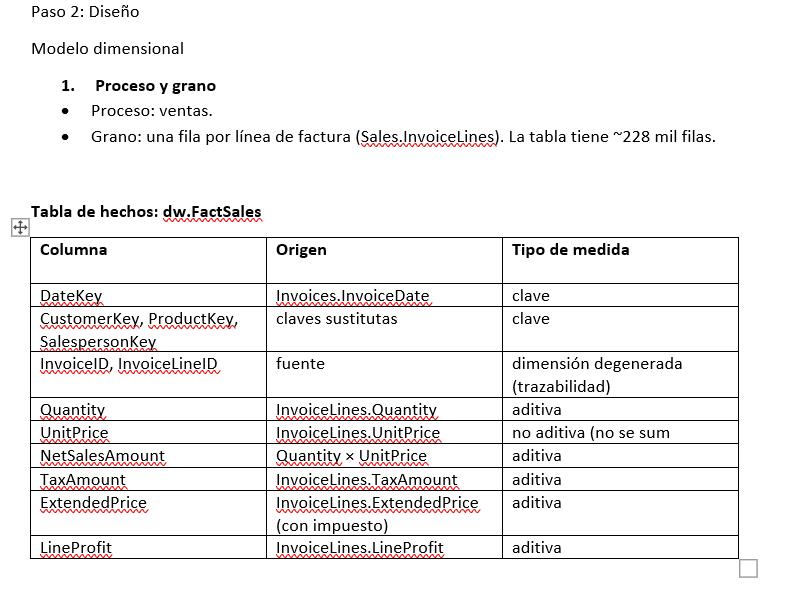 Paso 2: Diseño
Modelo dimensional
1. Proceso y grano
• Proceso: ventas.
• Grano: una fila por línea de factura (Sales.InvoiceLines). La tabla tiene ~228 mil filas.
Tabla de hechos: dw.FactSales
Columna Origen Tipo de medida
DateKey Invoices.InvoiceDate clave
CustomerKey, ProductKey, claves sustitutas clave
SalespersonKey
InvoiceID, InvoiceLineID fuente dimensión degenerada
(trazabilidad)
Quantity InvoiceLines.Quantity aditiva
UnitPrice InvoiceLines.UnitPrice no aditiva (no se sum
NetSalesAmount Quantity × UnitPrice aditiva
TaxAmount InvoiceLines.TaxAmount aditiva
ExtendedPrice InvoiceLines.ExtendedPrice aditiva
(con impuesto)
LineProfit InvoiceLines.LineProfit aditiva